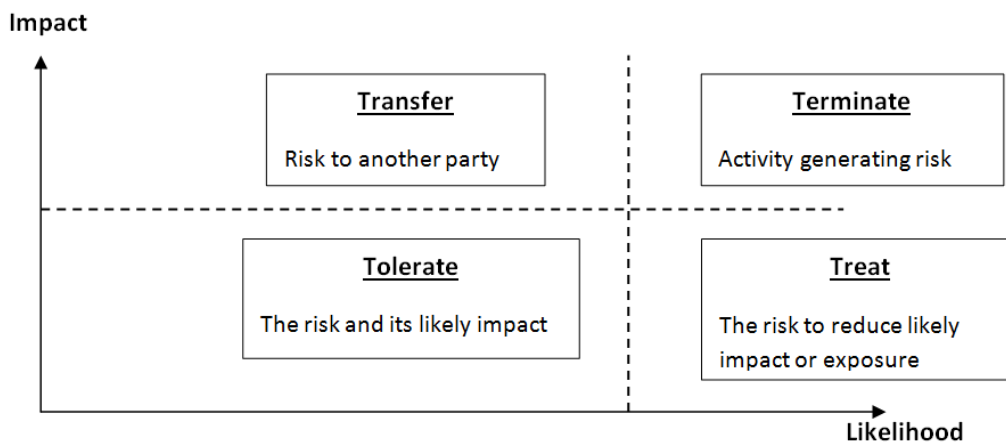 Impact
Transfer
Risk to another party
Terminate
Activity generating risk
Tolerate
The risk and its likely impact
Treat
The risk to reduce likely
impact or exposure
Likelihood